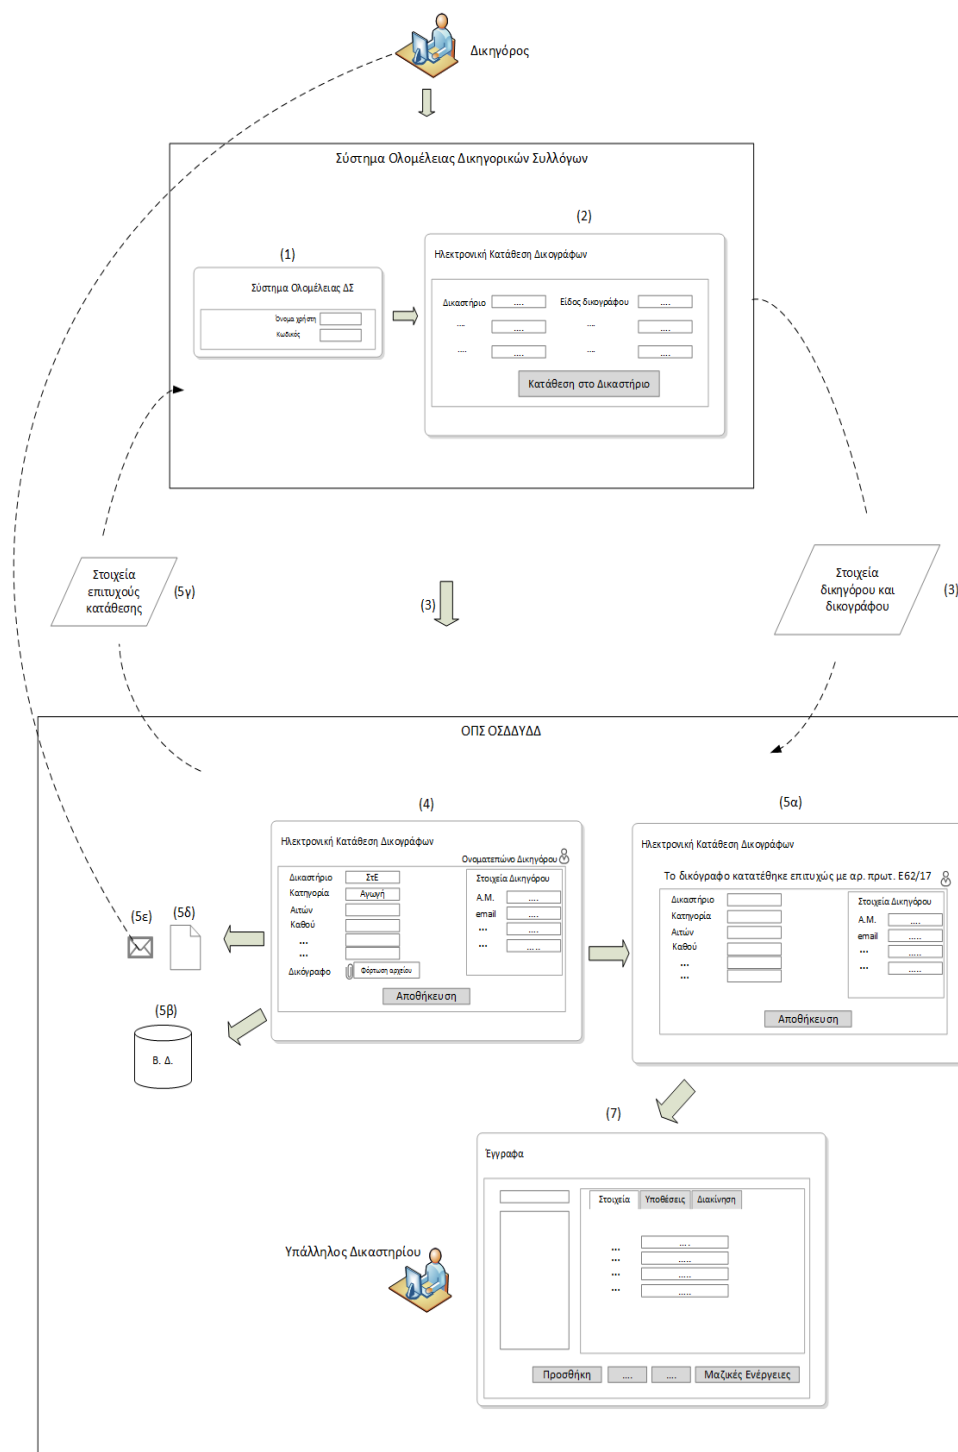 Δικηγόρος
Σύστημα Ολομέλειας Δικηγορικών Συλλόγων
(2)
(1)
Ηλεκτρονική Κατάθεση Δικογράφων
Σύστημα Ολομέλειας ΔΣ
Δικαστήριο .... Είδος δικογράφου ....
Όνομα χρήστη
.... .... .... ....
Κωδικός
.... .... .... ....
Κατάθεση στο Δικαστήριο
Στοιχεία
επιτυχούς
κατάθεσης
(5γ)
(3)
Στοιχεία
δικηγόρου και
δικογράφου
(3)
ΟΠΣ ΟΣΔΔΥΔΔ
(4)
Ηλεκτρονική Κατάθεση Δικογράφων
Ονοματεπώνο Δικηγόρου
Δικαστήριο ΣτΕ
Κατηγορία Αγωγή
Αιτών
Καθού
...
...
Δικόγραφο Φόρτωση αρχείου
Στοιχεία Δικηγόρου
Α.Μ. ....
email ....
... ....
... .....
Αποθήκευση
(5α)
Ηλεκτρονική Κατάθεση Δικογράφων
Το δικόγραφο κατατέθηκε επιτυχώς με αρ. πρωτ. Ε62/17
Δικαστήριο
Κατηγορία
Αιτών
Καθού
...
...
Στοιχεία Δικηγόρου
Α.Μ. ....
email .....
... .....
... .....
Αποθήκευση
(5ε)
(5δ)
(5β)
Β. Δ.
(7)
Έγγραφα
Στοιχεία Υποθέσεις Διακίνηση
... ....
... .....
... .....
... .....
Υπάλληλος Δικαστηρίου
Προσθήκη .... .... Μαζικές Ενέργειες